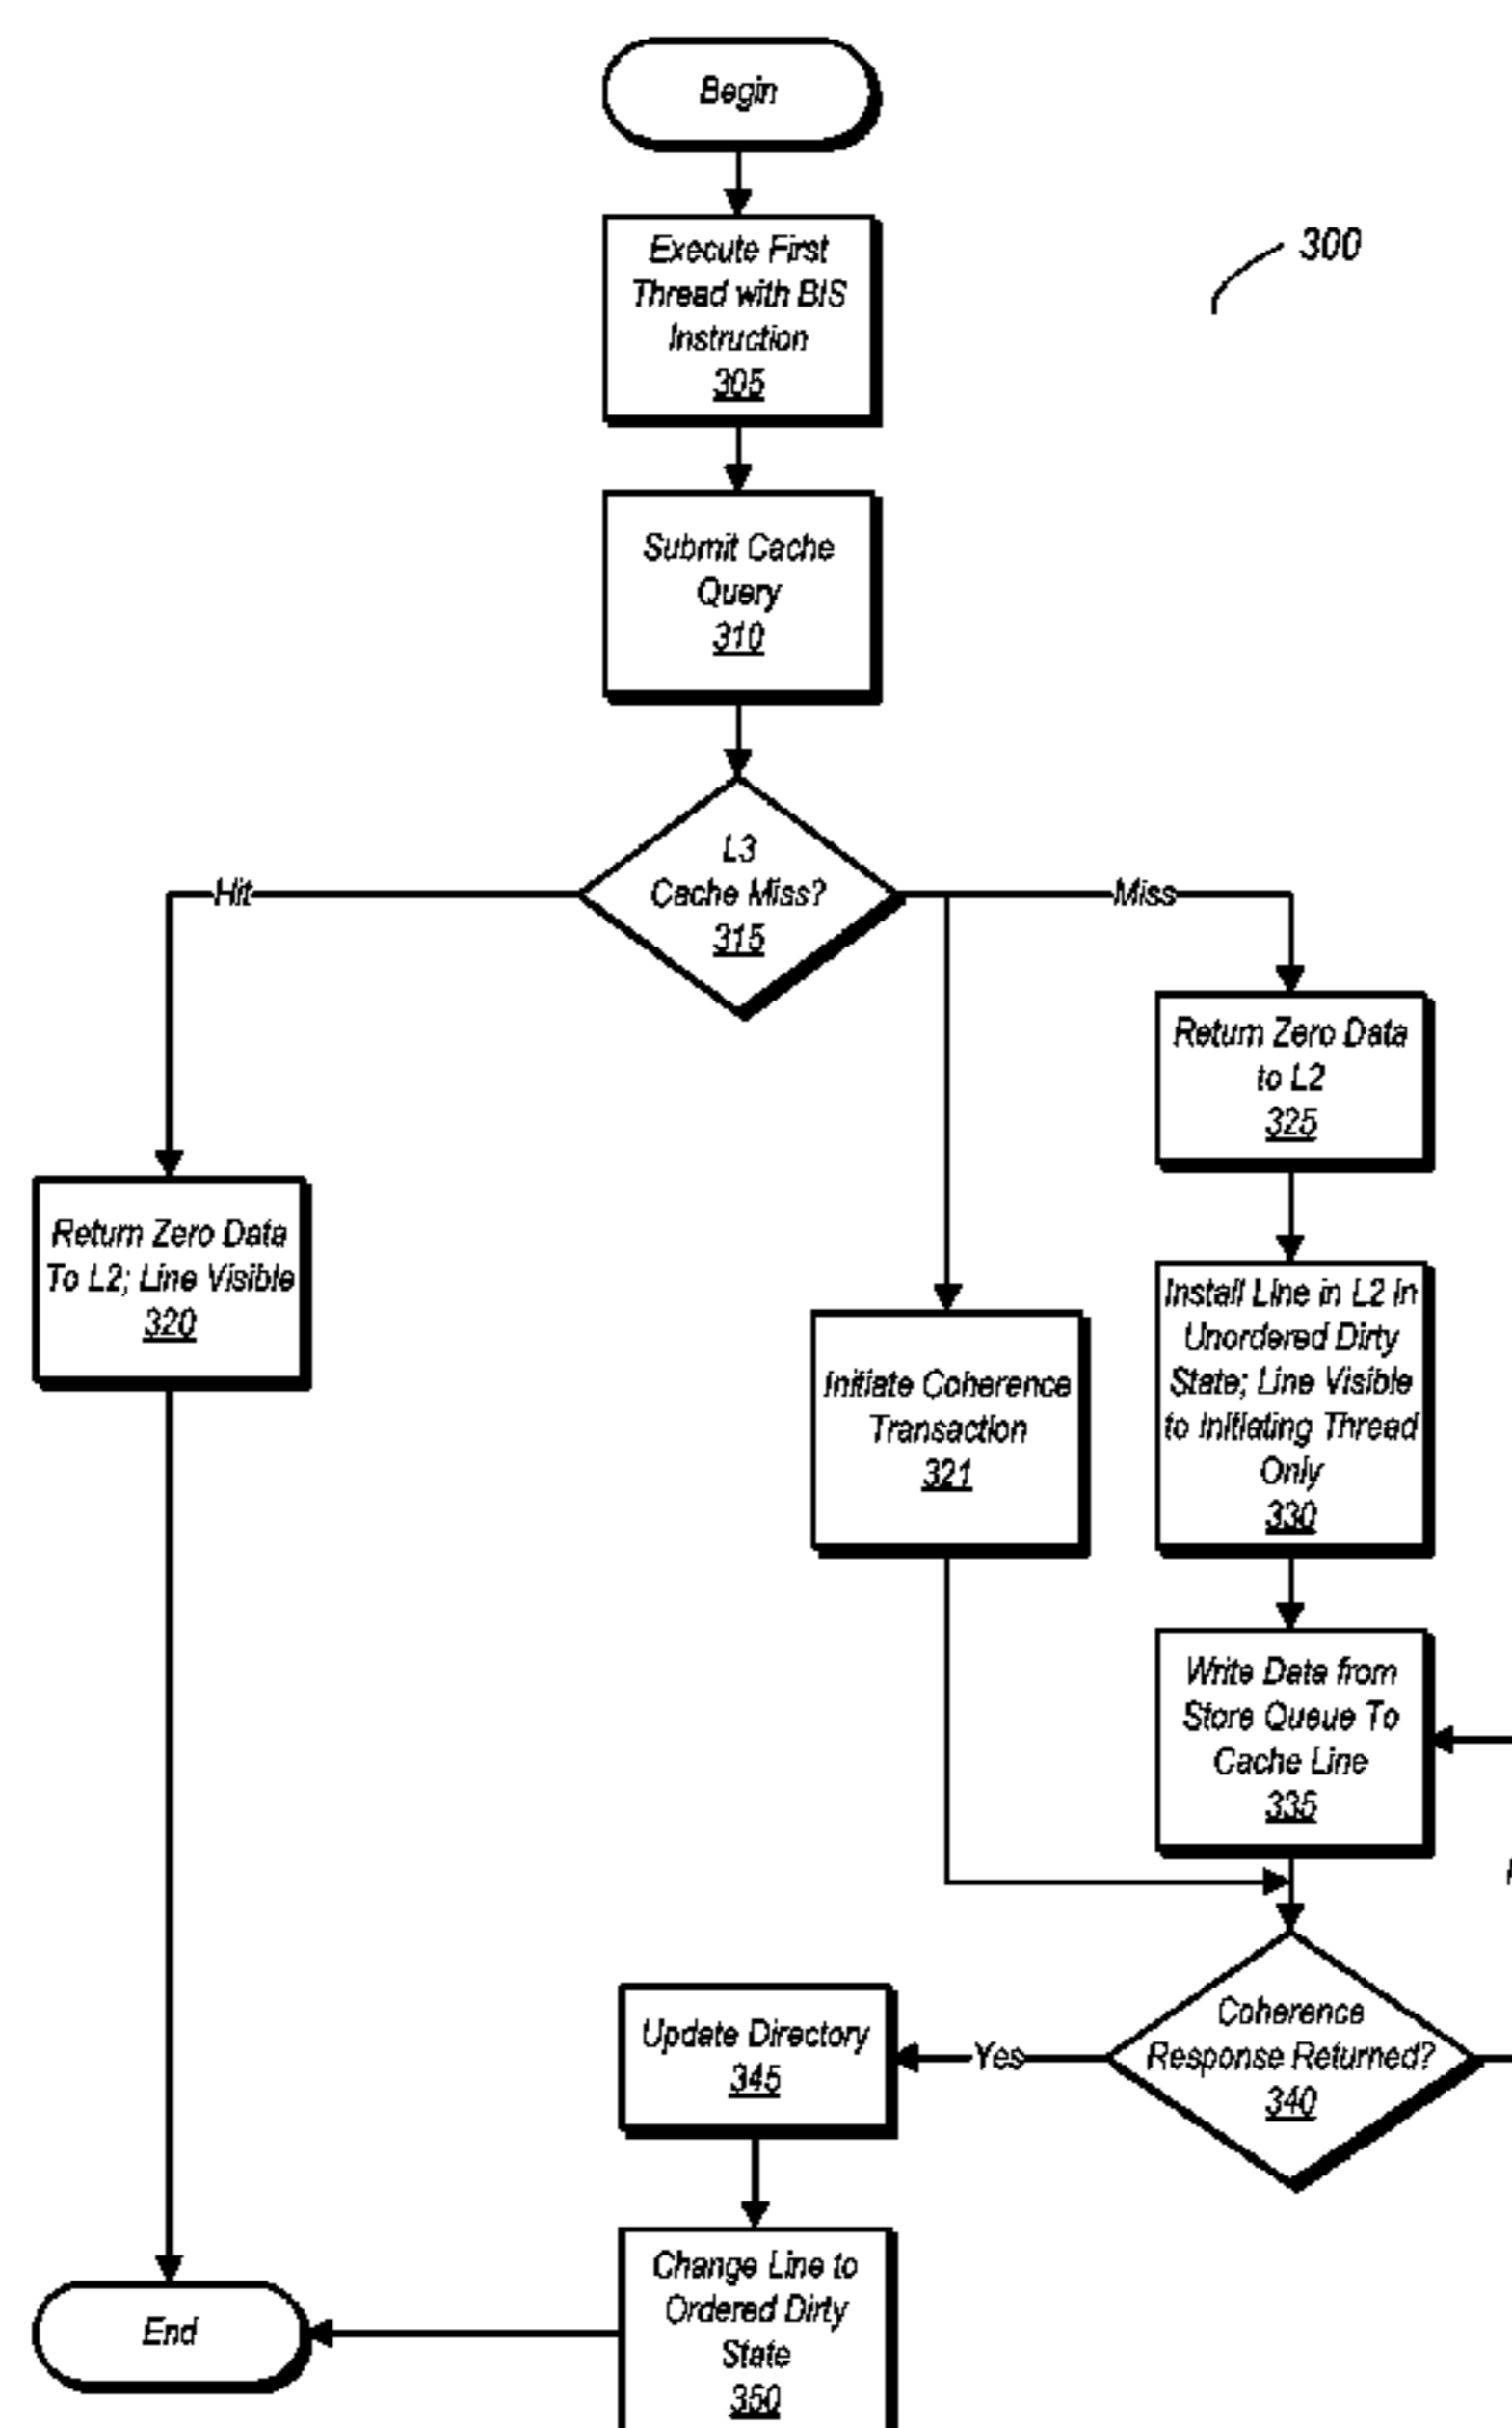 Begin
300
Execute First
Thread with BIS
Instruction
305
Submit Cache
Query
310
L3
Cache Miss?
315
Hit
Miss
Return Zero Data
to L2
325
Return Zero Data
To L2; Line Visible
320
Initiate Coherence
Transaction
321
Install Line in L2 in
Unordered Dirty
State; Line Visible
to Initiating Thread
Only
330
Write Data from
Store Queue To
Cache Line
335
Coherence
Response Returned?
340
Yes
Update Directory
345
Change Line to
Ordered Dirty
State
350
End